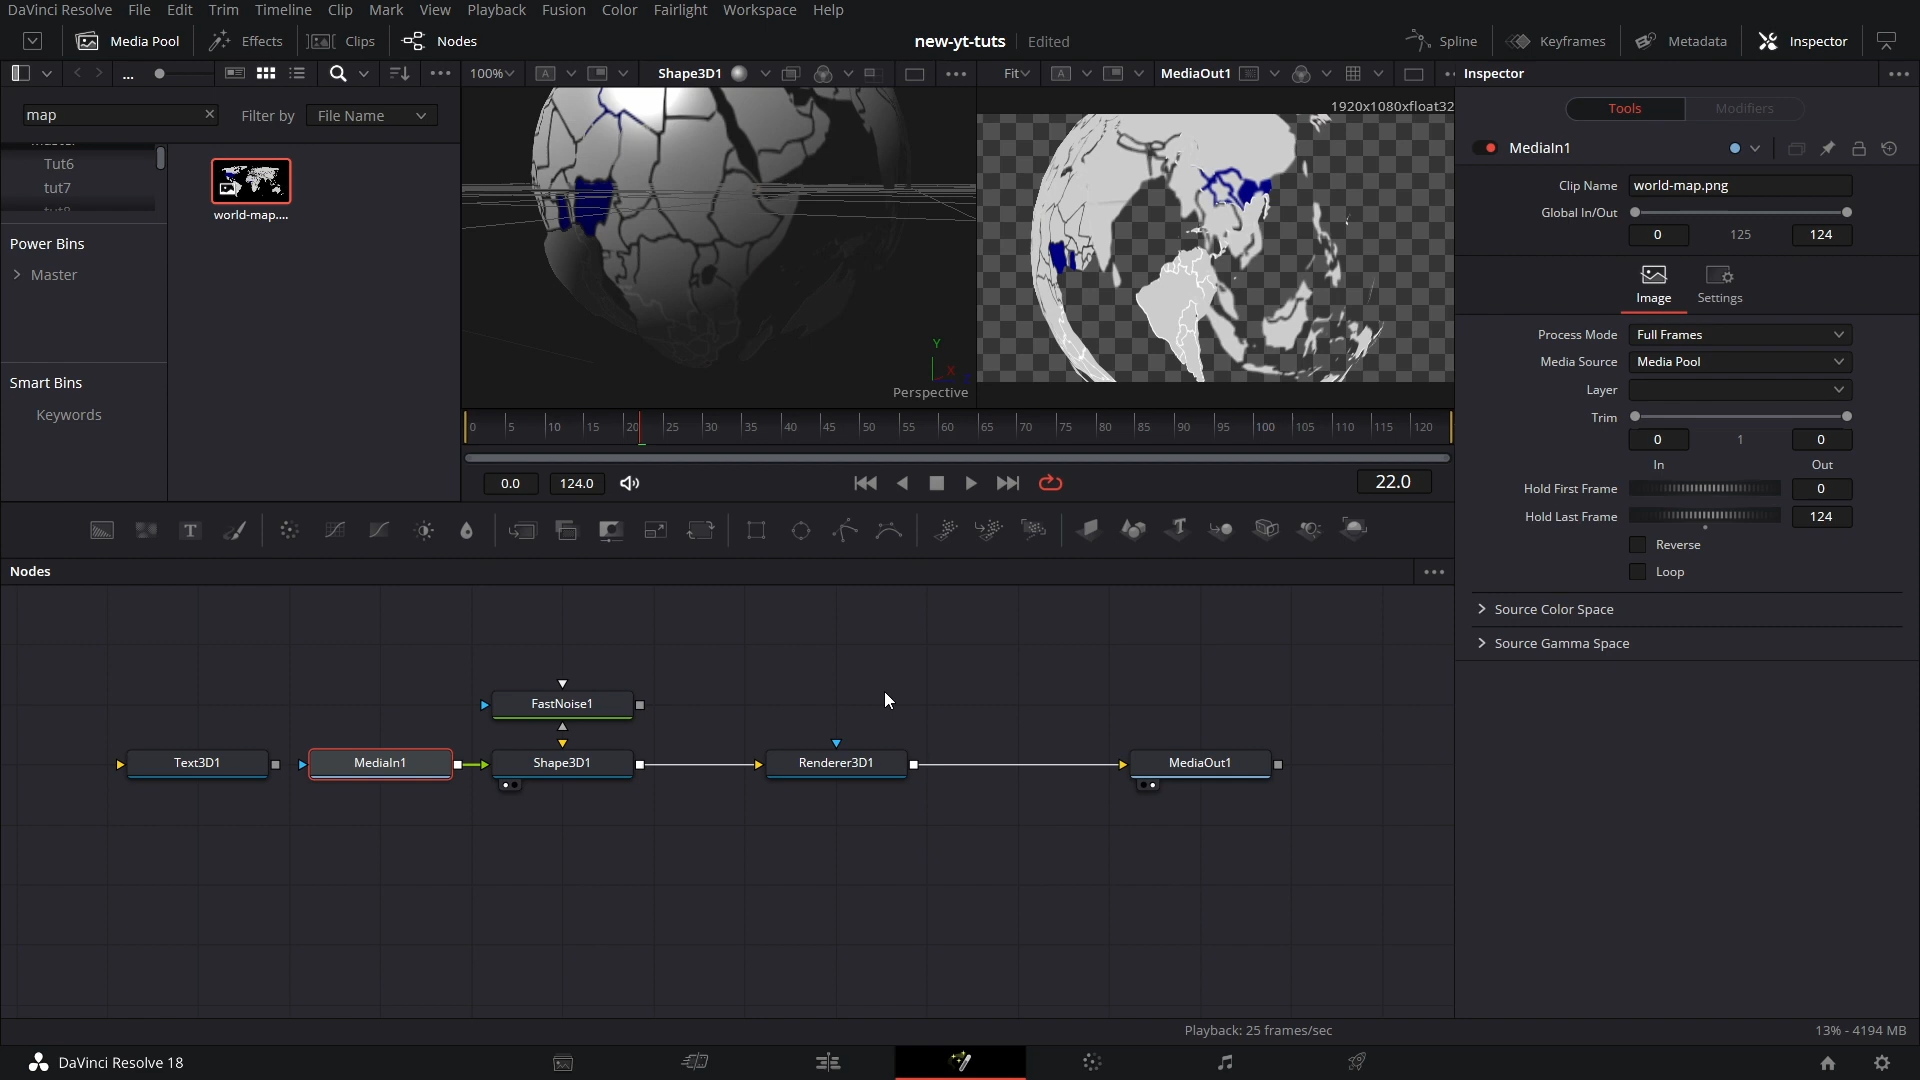 DaVinci Resolve File Edit Trim Timeline Clip Mark View Playback Fusion Color Fairlight Workspace Help
Media Pool Effects Clips Nodes new-yt-tuts Edited Spline Keyframes Metadata Inspector
... 100% Shape3D1 Fit MediaOut1 Inspector
map Filter by File Name
1920x1080xfloat32
Tools Modifiers
Tut6
tut7
world-map....
Power Bins
Master
Smart Bins
Keywords
Y
X
Perspective
0 5 10 15 20 25 30 35 40 45 50 55 60 65 70 75 80 85 90 95 100 105 110 115 120
0.0 124.0 22.0
MediaIn1
Clip Name world-map.png
Global In/Out
0 125 124
Image Settings
Process Mode Full Frames
Media Source Media Pool
Layer
Trim
0 1 0
In Out
Hold First Frame 0
Hold Last Frame 124
Reverse
Loop
Source Color Space
Source Gamma Space
T
T
Nodes
FastNoise1
Text3D1 MediaIn1 Shape3D1 Renderer3D1 MediaOut1
Playback: 25 frames/sec 13% - 4194 MB
DaVinci Resolve 18